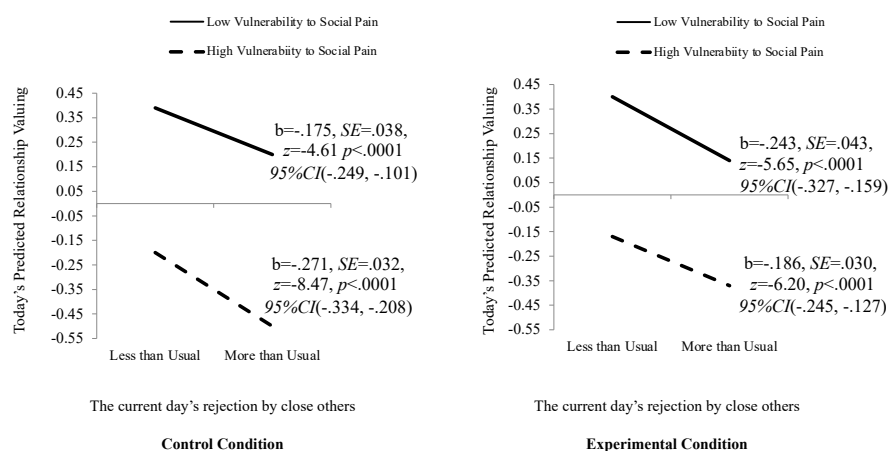 Low Vulnerability to Social Pain
High Vulnerabiity to Social Pain
Today's Predicted Relationship Valuing
0.45
0.35
0.25
0.15
0.05
-0.05
-0.15
-0.25
-0.35
-0.45
-0.55
b=-.175, SE=.038,
z=-4.61 p<.0001
95%CI(-.249, -.101)
b=-.271, SE=.032,
z=-8.47, p<.0001
95%CI(-.334, -.208)
Less than Usual
More than Usual
The current day's rejection by close others
Control Condition
Low Vulnerability to Social Pain
High Vulnerability to Social Pain
Today's Predicted Relationship Valuing
0.45
0.35
0.25
0.15
0.05
-0.05
-0.15
-0.25
-0.35
-0.45
-0.55
b=-.243, SE=.043,
z=-5.65, p<.0001
95%CI(-.327, -.159)
b=-.186, SE=.030,
z=-6.20, p<.0001
95%CI(-.245, -.127)
Less than Usual
More than Usual
The current day's rejection by close others
Experimental Condition